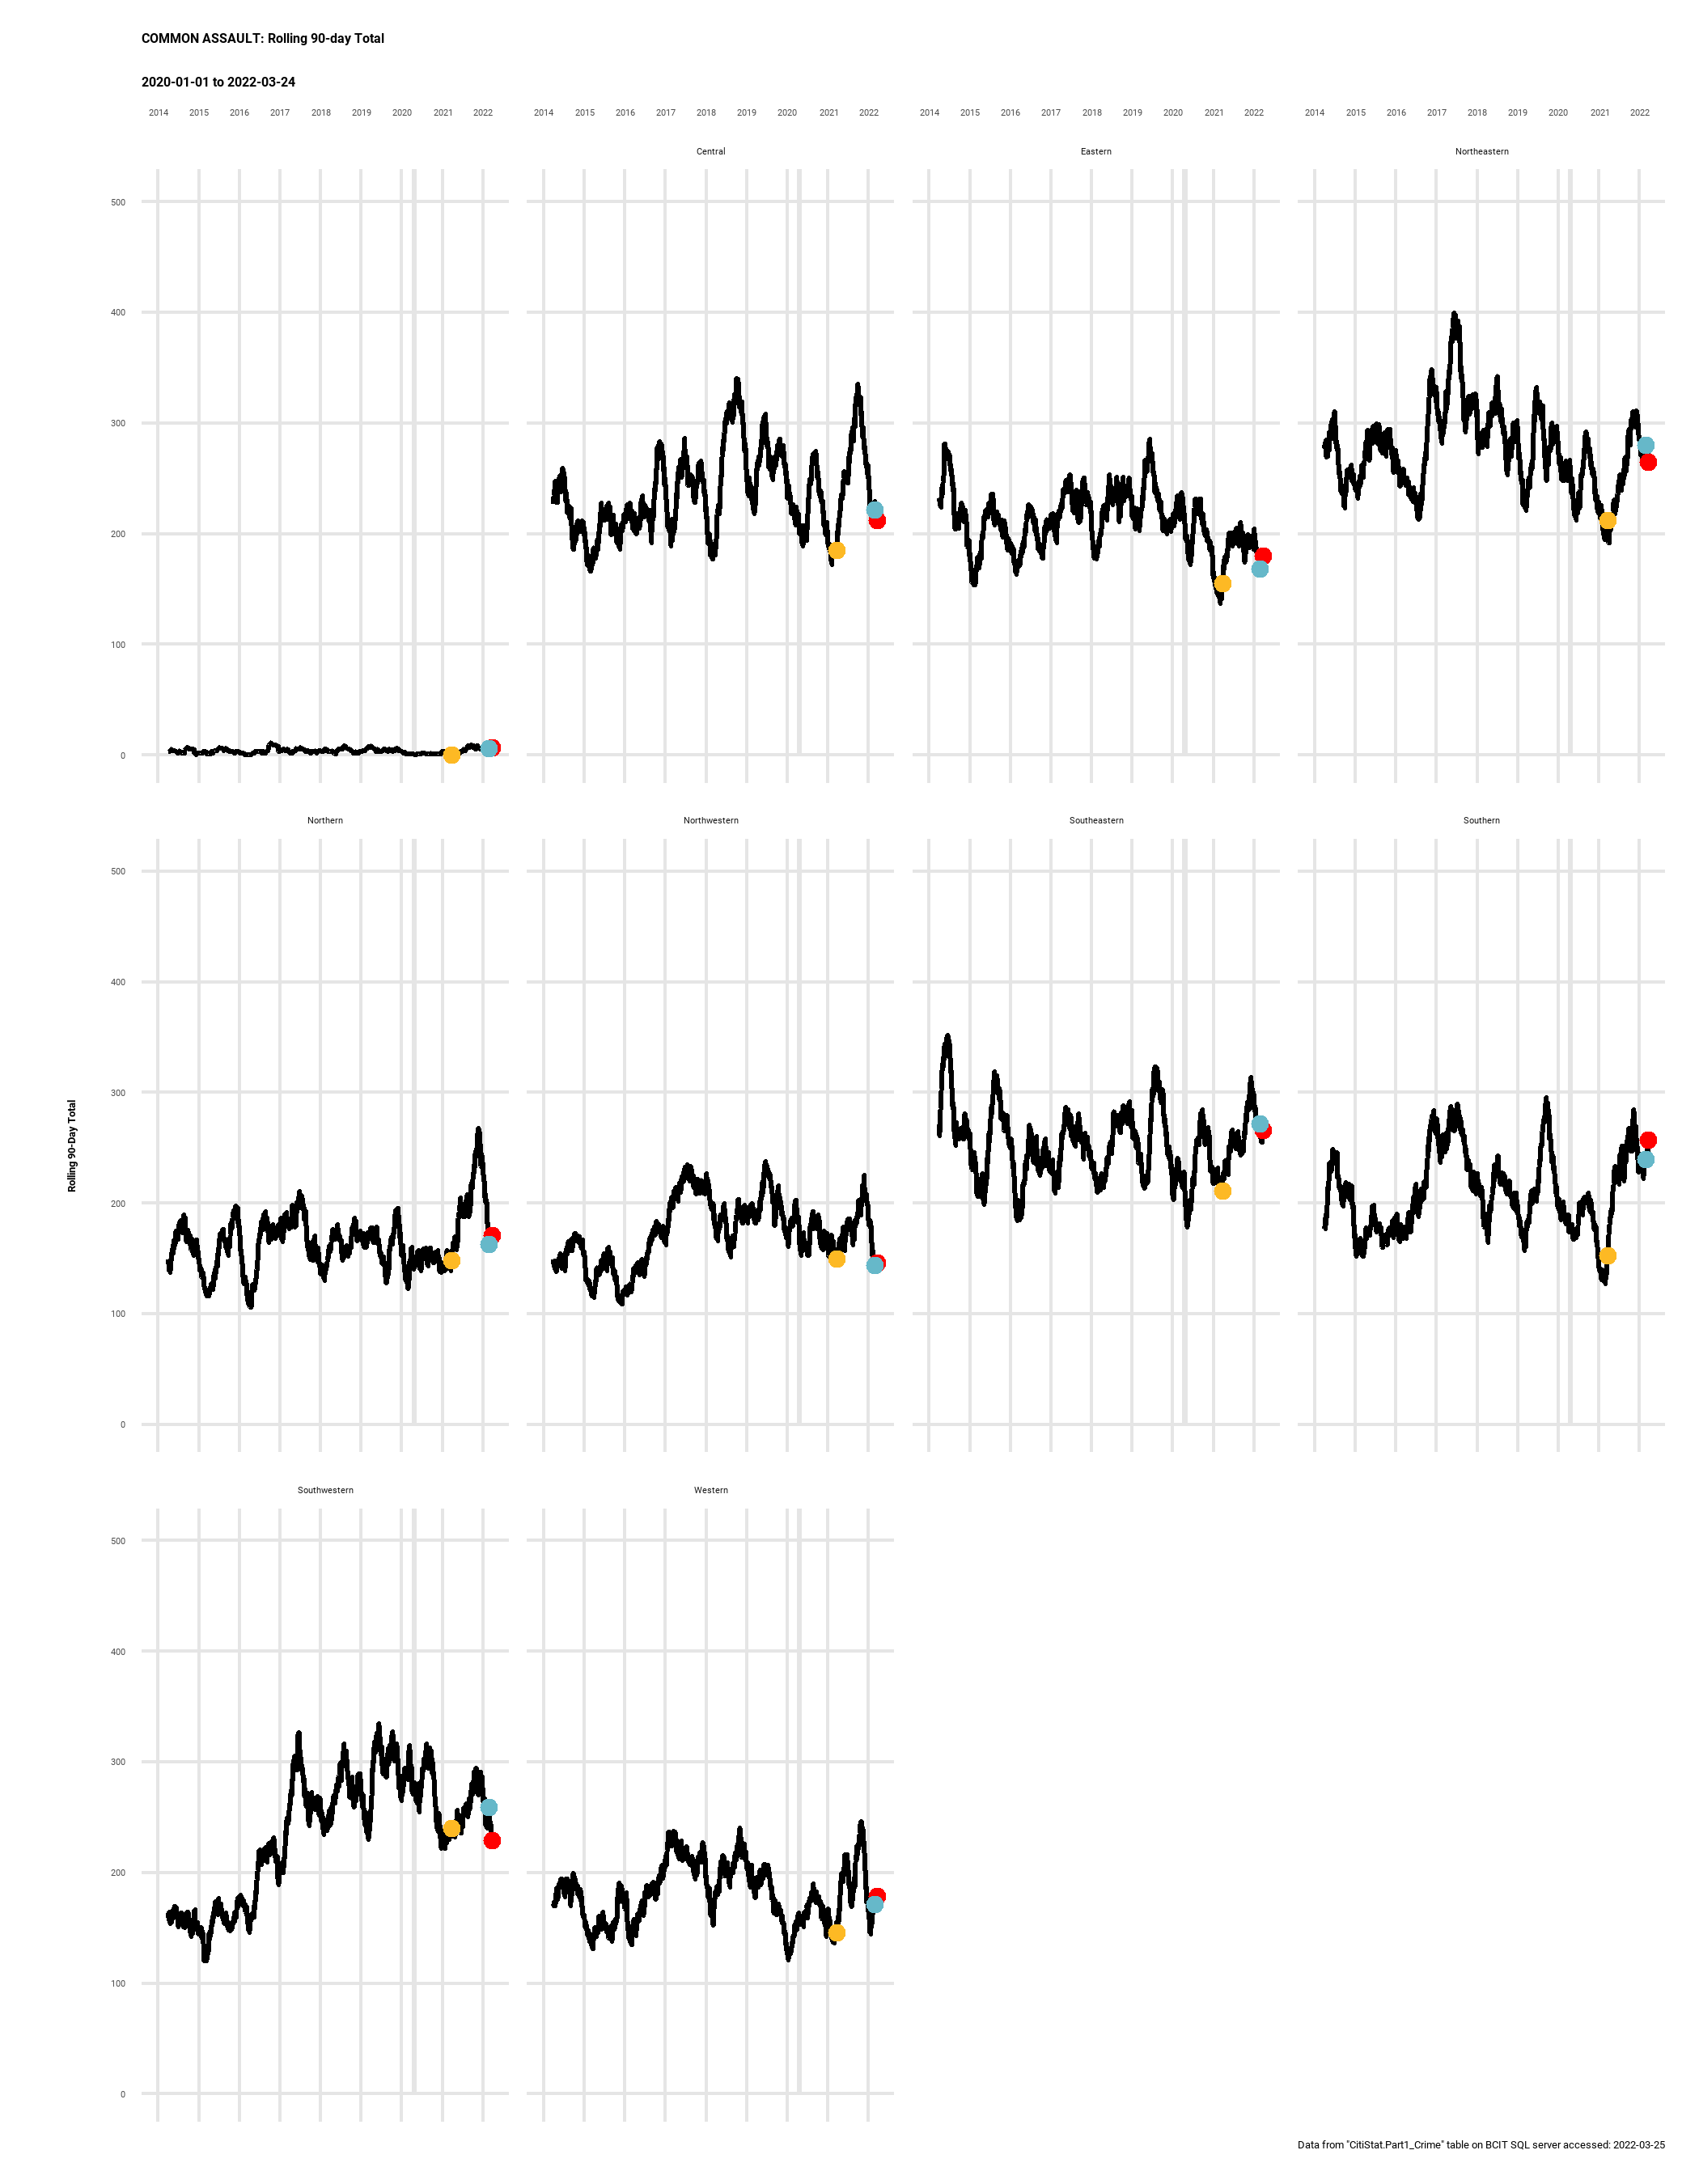 COMMON ASSAULT: Rolling 90-day Total
2020-01-01 to 2022-03-24
2014 2015 2016 2017 2018 2019 2020 2021 2022 2014 2015 2016 2017 2018 2019 2020 2021 2022 2014 2015 2016 2017 2018 2019 2020 2021 2022 2014 2015 2016 2017 2018 2019 2020 2021 2022
Central Eastern Northeastern
500
400
300
200
100
0
Northern Northwestern Southeastern Southern
500
400
300
200
100
0
Rolling 90-Day Total
Southwestern Western
500
400
300
200
100
0
Data from "CitiStat.Part1_Crime" table on BCIT SQL server accessed: 2022-03-25